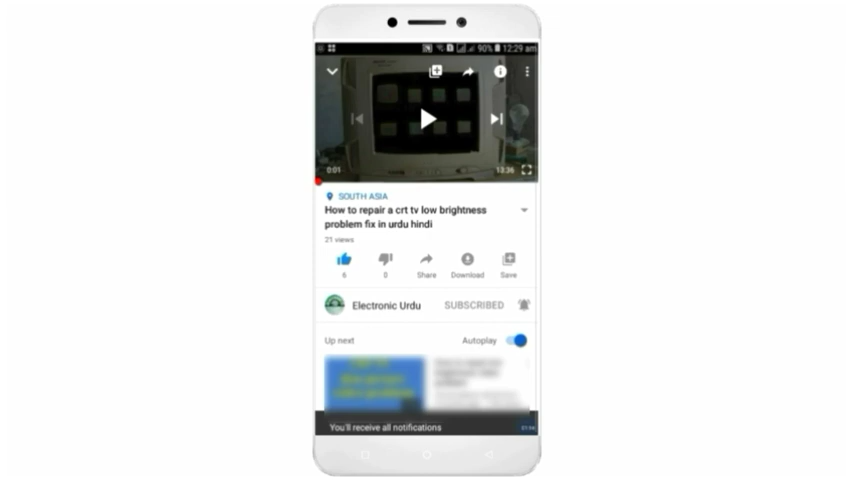 90% 12:29 am
0:01
13:36
SOUTH ASIA
How to repair a crt tv low brightness
problem fix in urdu hindi
21 views
6
0
Share
Download
Save
Electronic Urdu
SUBSCRIBED
Up next
Autoplay
You'll receive all notifications